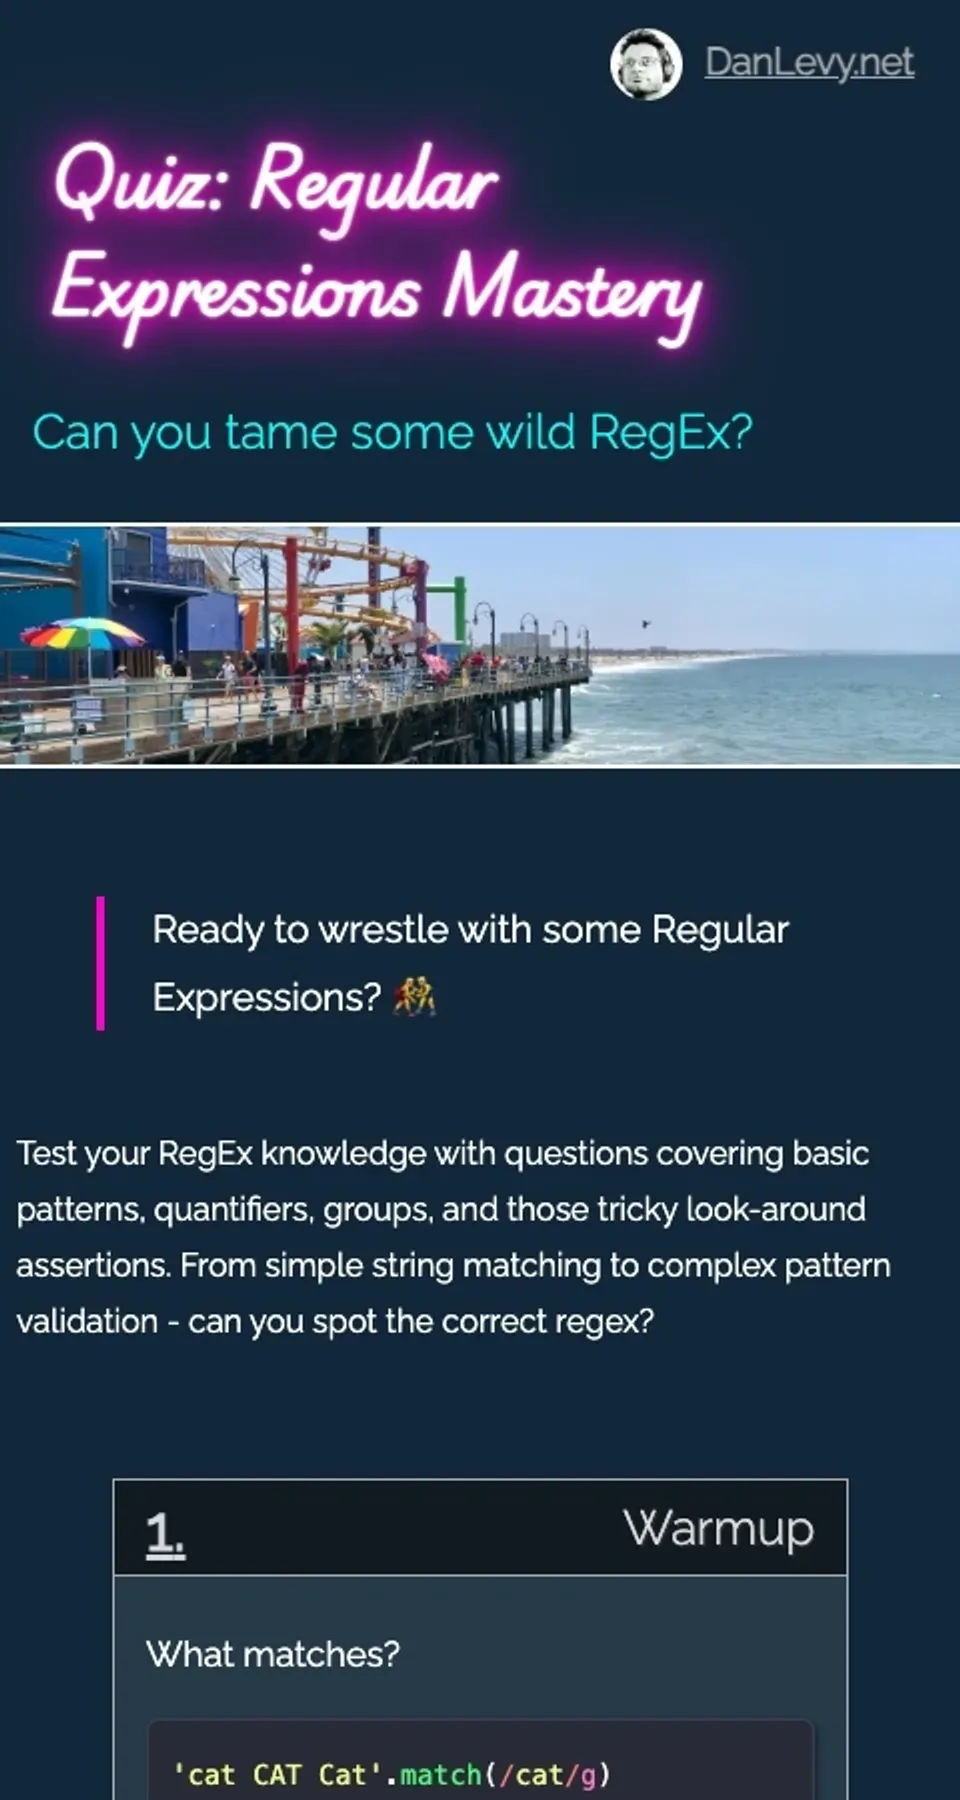 DanLevy.net
Quiz: Regular
Expressions Mastery
Can you tame some wild RegEx?
Ready to wrestle with some Regular
Expressions? 🤼
Test your RegEx knowledge with questions covering basic
patterns, quantifiers, groups, and those tricky look-around
assertions. From simple string matching to complex pattern
validation - can you spot the correct regex?
1. Warmup
What matches?
'cat CAT Cat'.match(/cat/g)